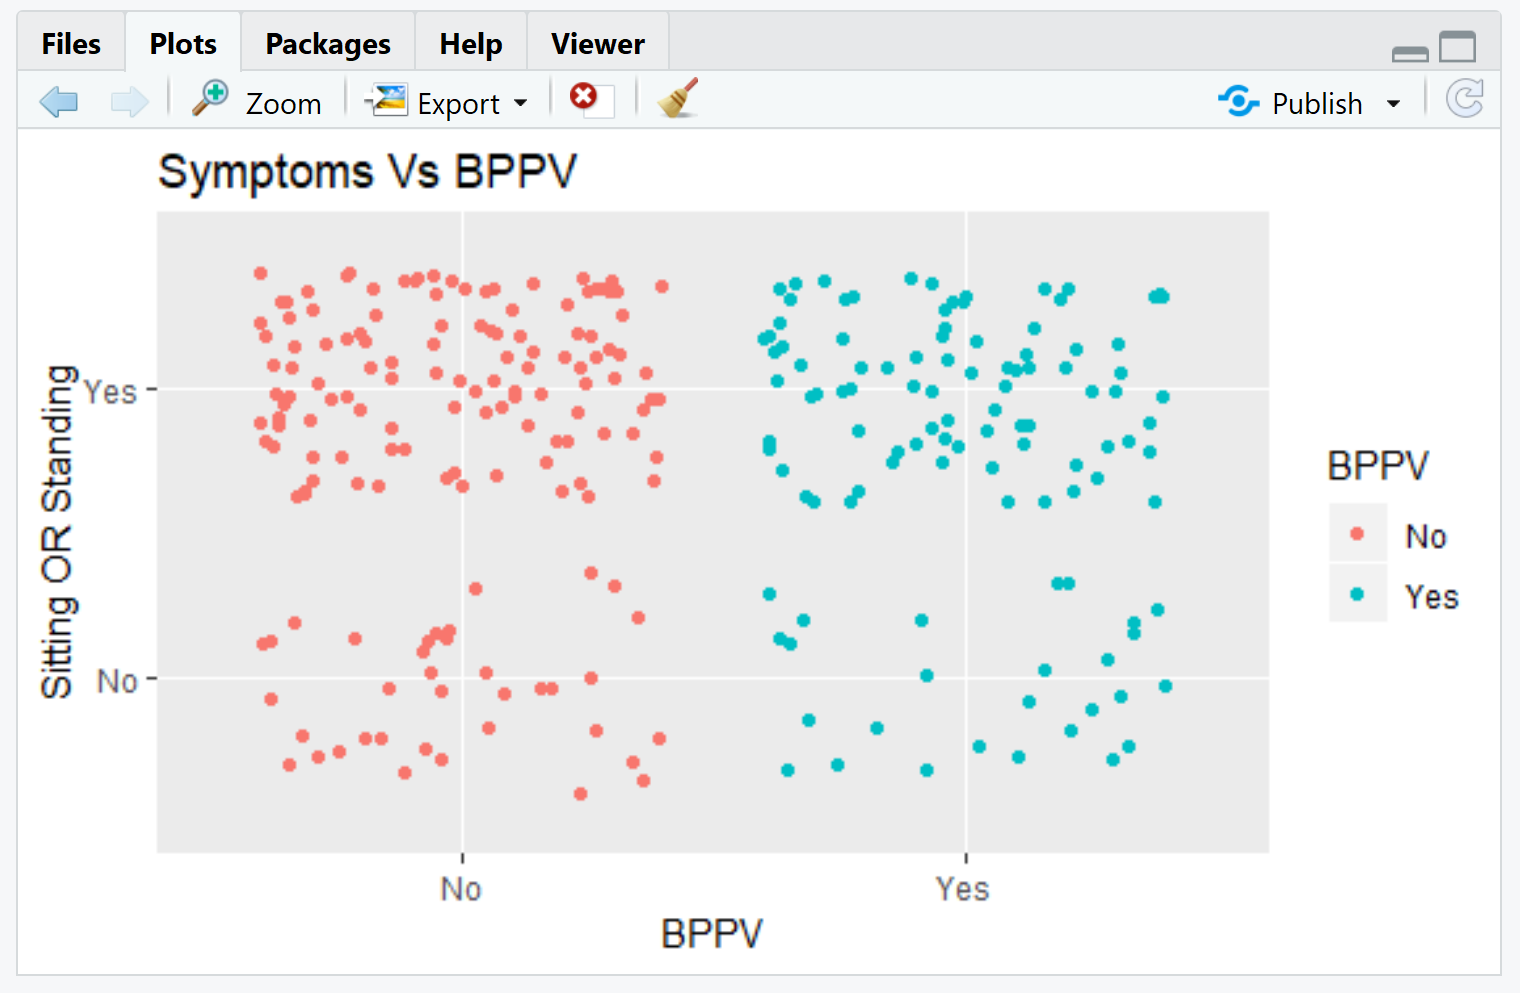 Files Plots Packages Help Viewer
Zoom Export Publish
Symptoms Vs BPPV
Sitting OR Standing
Yes
No
No Yes
BPPV
BPPV
No
Yes